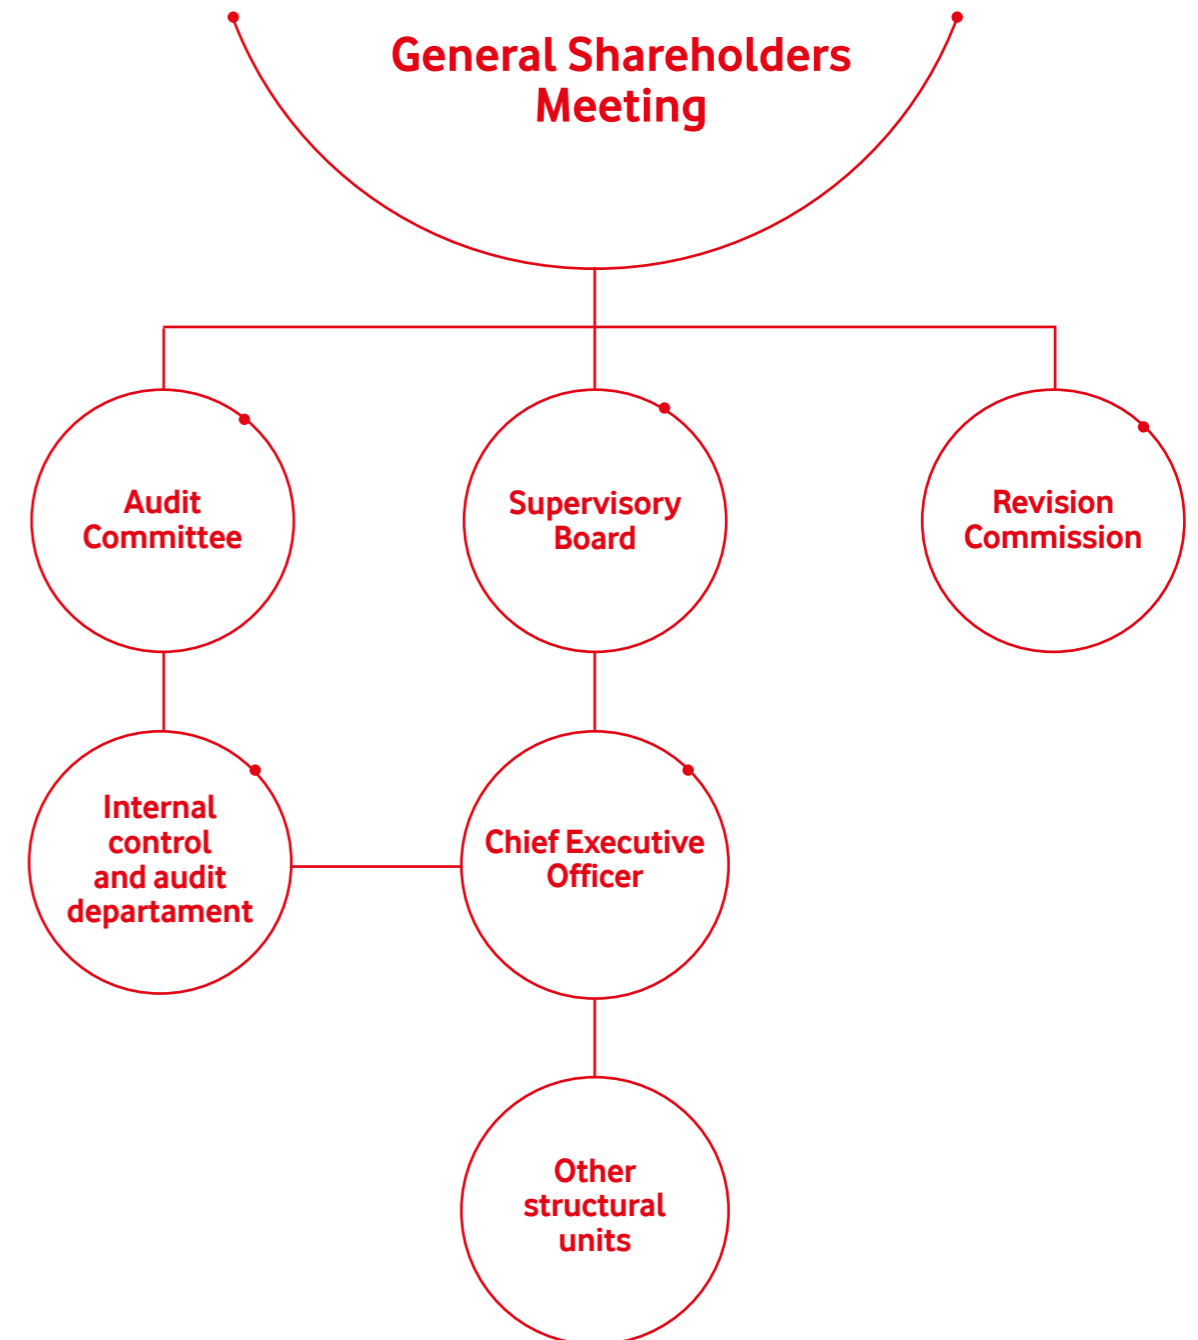 General Shareholders
Meeting
Audit
Committee
Supervisory
Board
Revision
Commission
Internal
control
and audit
departament
Chief Executive
Officer
Other
structural
units